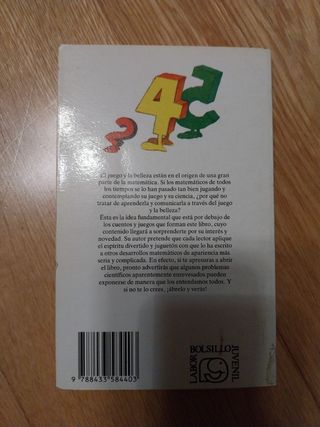 2 4 5
El juego y la belleza están en el origen de una gran
parte de la matemática. Si los matemáticos de todos
los tiempos se lo han pasado tan bien jugando y
contemplando su juego y su ciencia, ¿por qué no
tratar de aprenderla y comunicarla a través del juego
y la belleza?
Esta es la idea fundamental que está por debajo de
los cuentos y juegos que forman este libro, cuyo
contenido llegará a sorprenderte por su interés y
novedad. Su autor pretende que cada lector aplique
el espíritu divertido y juguetón con que lo ha escrito
a otros desarrollos matemáticos de apariencia más
seria y complicada. En efecto, si te apresuras a abrir
el libro, pronto advertirás que algunos problemas
científicos aparentemente enrevesados pueden
exponerse de manera que los entendamos todos. Y
si no te lo crees, ¡ábrelo y verás!
9 788433 584403
LABOR BOLSILLO JUVENIL